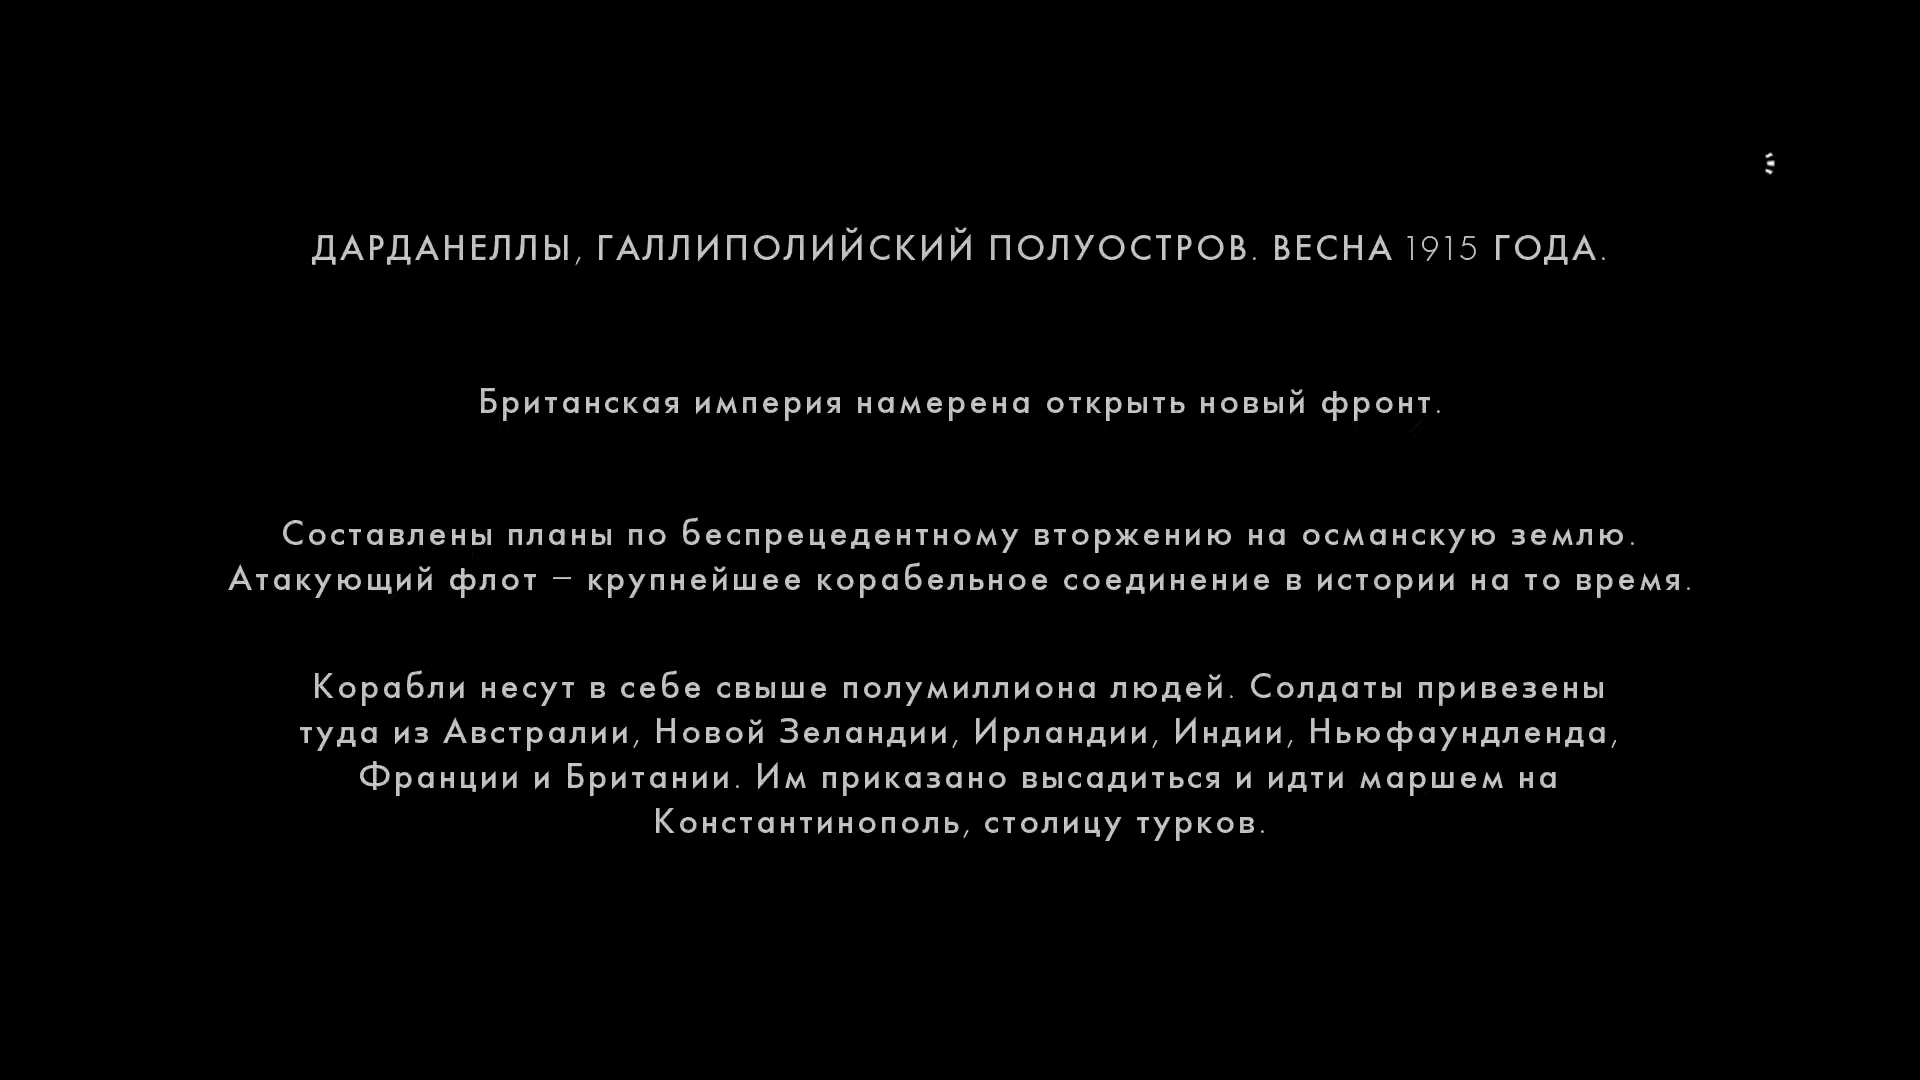 ДАРДАНЕЛЛЫ, ГАЛЛИПОЛИЙСКИЙ ПОЛУОСТРОВ. ВЕСНА 1915 ГОДА.
Британская империя намерена открыть новый фронт.
Составлены планы по беспрецедентному вторжению на османскую землю.
Атакующий флот – крупнейшее корабельное соединение в истории на то время.
Корабли несут в себе свыше полумиллиона людей. Солдаты привезены
туда из Австралии, Новой Зеландии, Ирландии, Индии, Ньюфаундленда,
Франции и Британии. Им приказано высадиться и идти маршем на
Константинополь, столицу турков.